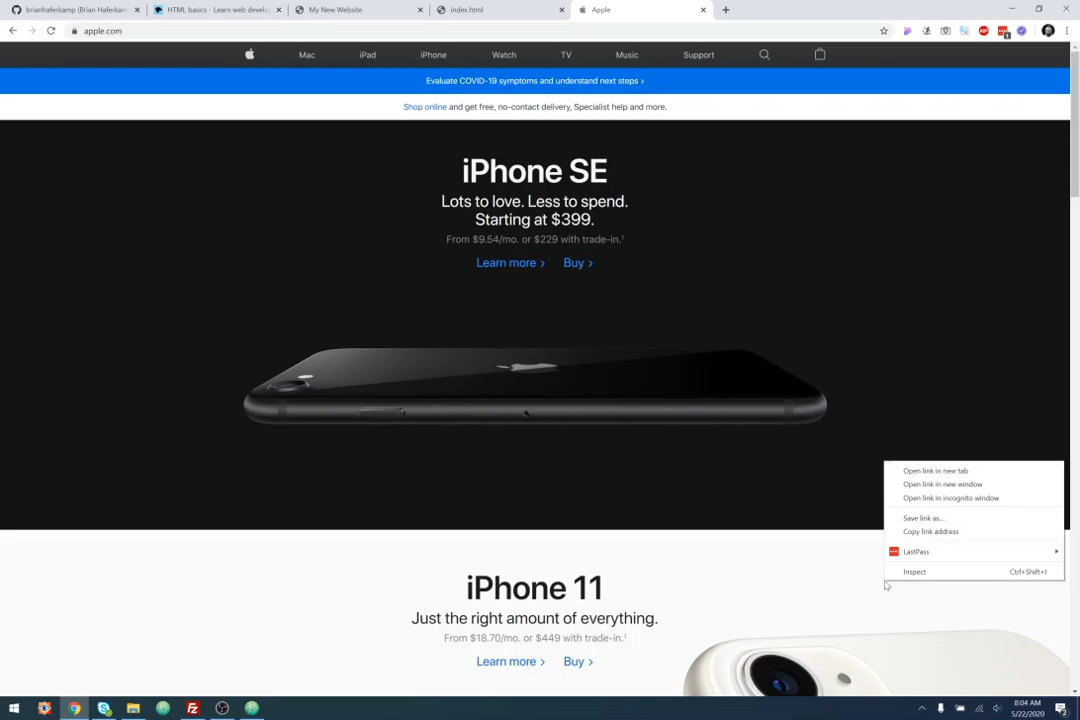 brianhaferkamp (Brian Haferkam
HTML basics - Learn web develo
My New Website
index.html
Apple
apple.com
Mac
iPad
iPhone
Watch
TV
Music
Support
Evaluate COVID-19 symptoms and understand next steps ›
Shop online and get free, no-contact delivery, Specialist help and more.
iPhone SE
Lots to love. Less to spend.
Starting at $399.
From $9.54/mo. or $229 with trade-in.¹
Learn more › Buy ›
Open link in new tab
Open link in new window
Open link in incognito window
Save link as...
Copy link address
LastPass
Inspect Ctrl+Shift+I
iPhone 11
Just the right amount of everything.
From $18.70/mo. or $449 with trade-in.¹
Learn more › Buy ›
8:04 AM
5/22/2020